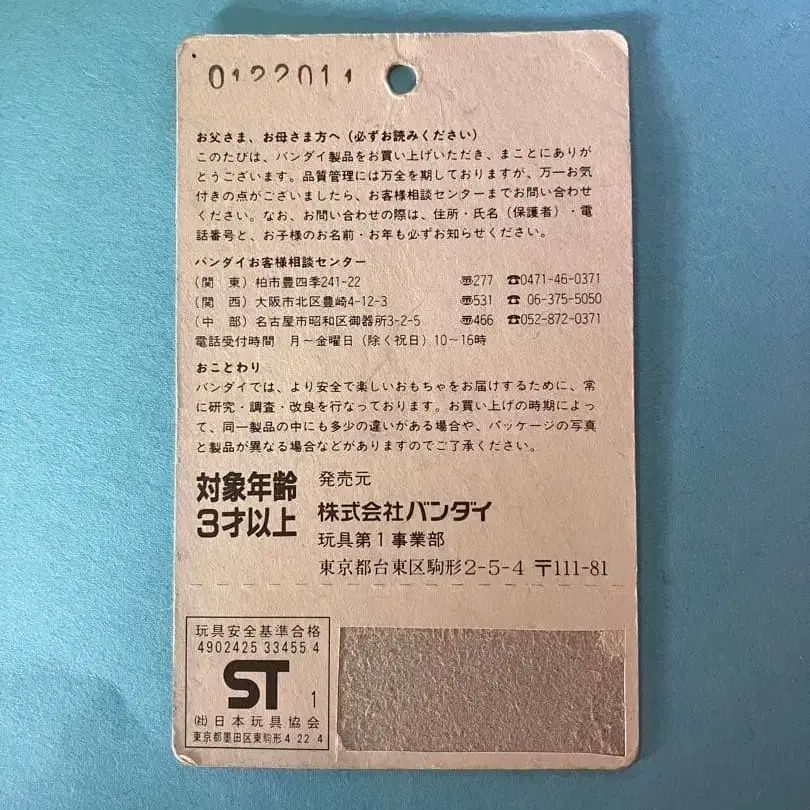 0122011
お父さま、お母さま方へ（必ずお読みください）
このたびは、バンダイ製品をお買い上げいただき、まことにありが
とうございます。品質管理には万全を期しておりますが、万一お気
付きの点がございましたら、お客様相談センターまでお問い合わせ
ください。なお、お問い合わせの際は、住所・氏名（保護者）・電
話番号と、お子様のお名前・お年も必ずお知らせください。
バンダイお客様相談センター
（関　東）柏市豊四季241-22　〠277　☎0471-46-0371
（関　西）大阪市北区豊崎4-12-3　〠531　☎06-375-5050
（中　部）名古屋市昭和区御器所3-2-5　〠466　☎052-872-0371
電話受付時間　月〜金曜日（除く祝日）10〜16時
おことわり
バンダイでは、より安全で楽しいおもちゃをお届けするために、常
に研究・調査・改良を行なっております。お買い上げの時期によっ
て、同一製品の中にも多少の違いがある場合や、パッケージの写真
と製品が異なる場合などがありますのでご了承ください。
対象年齢
3才以上
発売元
株式会社バンダイ
玩具第1事業部
東京都台東区駒形2-5-4 〒111-81
玩具安全基準合格
4902425 33455 4
ST 1
㈳日本玩具協会
東京都墨田区東駒形4 22 4